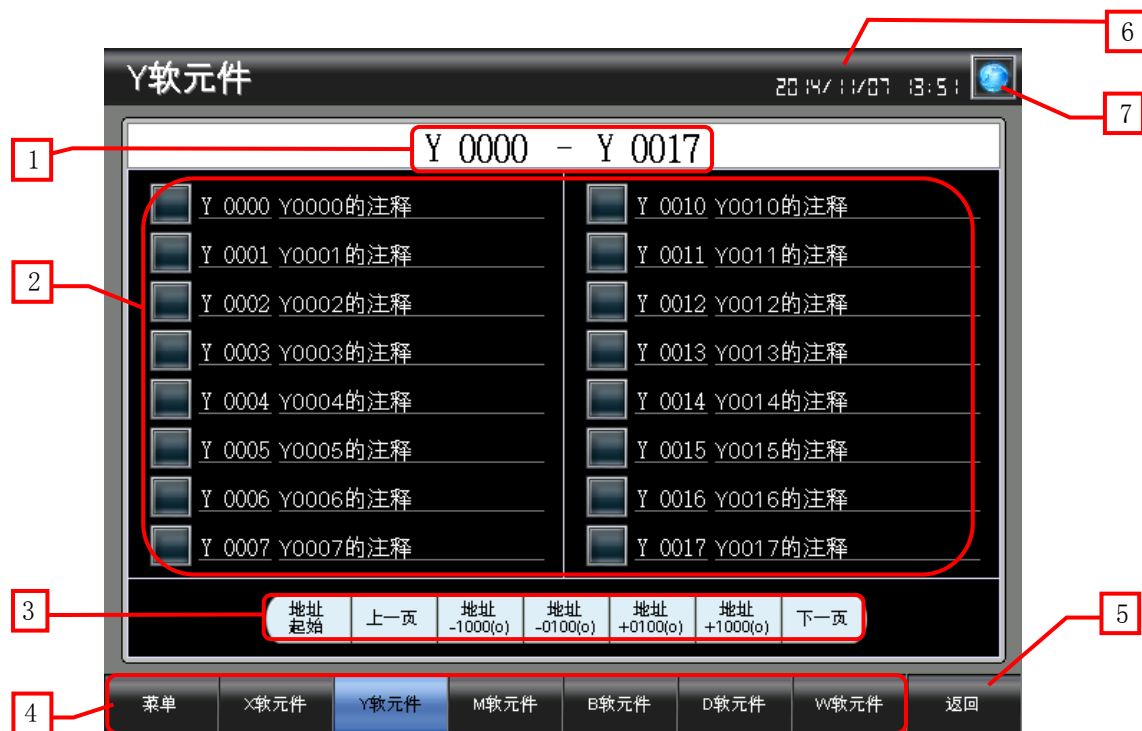 6
Y软元件
2014/11/07 13:51
7
1
Y 0000 - Y 0017
2
Y 0000 Y0000的注释
Y 0001 Y0001的注释
Y 0002 Y0002的注释
Y 0003 Y0003的注释
Y 0004 Y0004的注释
Y 0005 Y0005的注释
Y 0006 Y0006的注释
Y 0007 Y0007的注释
Y 0010 Y0010的注释
Y 0011 Y0011的注释
Y 0012 Y0012的注释
Y 0013 Y0013的注释
Y 0014 Y0014的注释
Y 0015 Y0015的注释
Y 0016 Y0016的注释
Y 0017 Y0017的注释
3
地址
起始
上一页
地址
-1000(o)
地址
-0100(o)
地址
+0100(o)
地址
+1000(o)
下一页
5
4
菜单 X软元件 Y软元件 M软元件 B软元件 D软元件 W软元件 返回